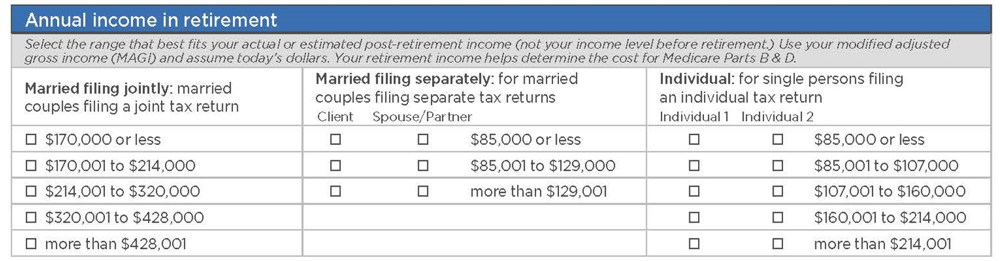 Annual income in retirement
Select the range that best fits your actual or estimated post-retirement income (not your income level before retirement.) Use your modified adjusted
gross income (MAGI) and assume today's dollars. Your retirement income helps determine the cost for Medicare Parts B & D.
Married filing jointly: married
couples filing a joint tax return
Married filing separately: for married
couples filing separate tax returns
Client Spouse/Partner
Individual: for single persons filing
an individual tax return
Individual 1 Individual 2
☐ $170,000 or less ☐ ☐ $85,000 or less ☐ ☐ $85,000 or less
☐ $170,001 to $214,000 ☐ ☐ $85,001 to $129,000 ☐ ☐ $85,001 to $107,000
☐ $214,001 to $320,000 ☐ ☐ more than $129,001 ☐ ☐ $107,001 to $160,000
☐ $320,001 to $428,000 ☐ ☐ $160,001 to $214,000
☐ more than $428,001 ☐ ☐ more than $214,001